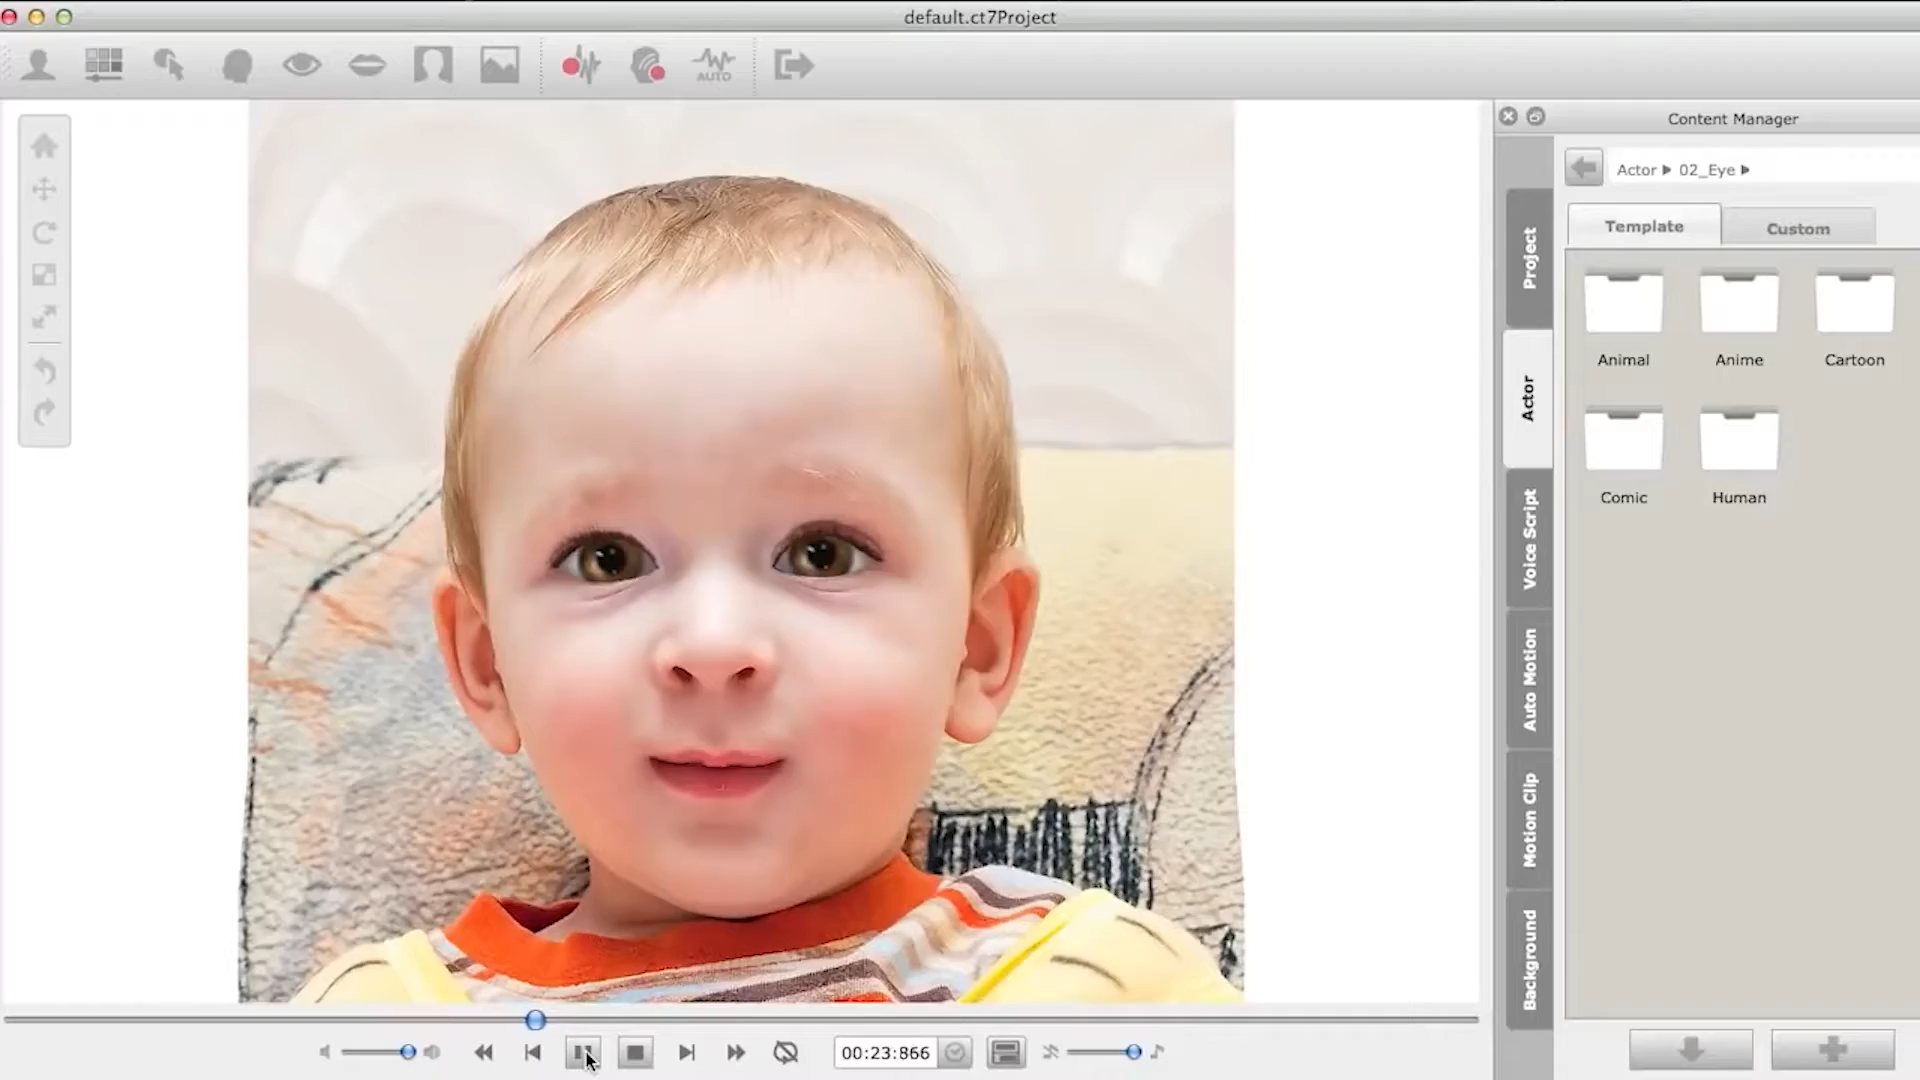 default.ct7Project
AUTO
Content Manager
Actor 02_Eye
Template
Custom
Project
Actor
Voice Script
Auto Motion
Motion Clip
Background
Animal
Anime
Cartoon
Comic
Human
00:23:866